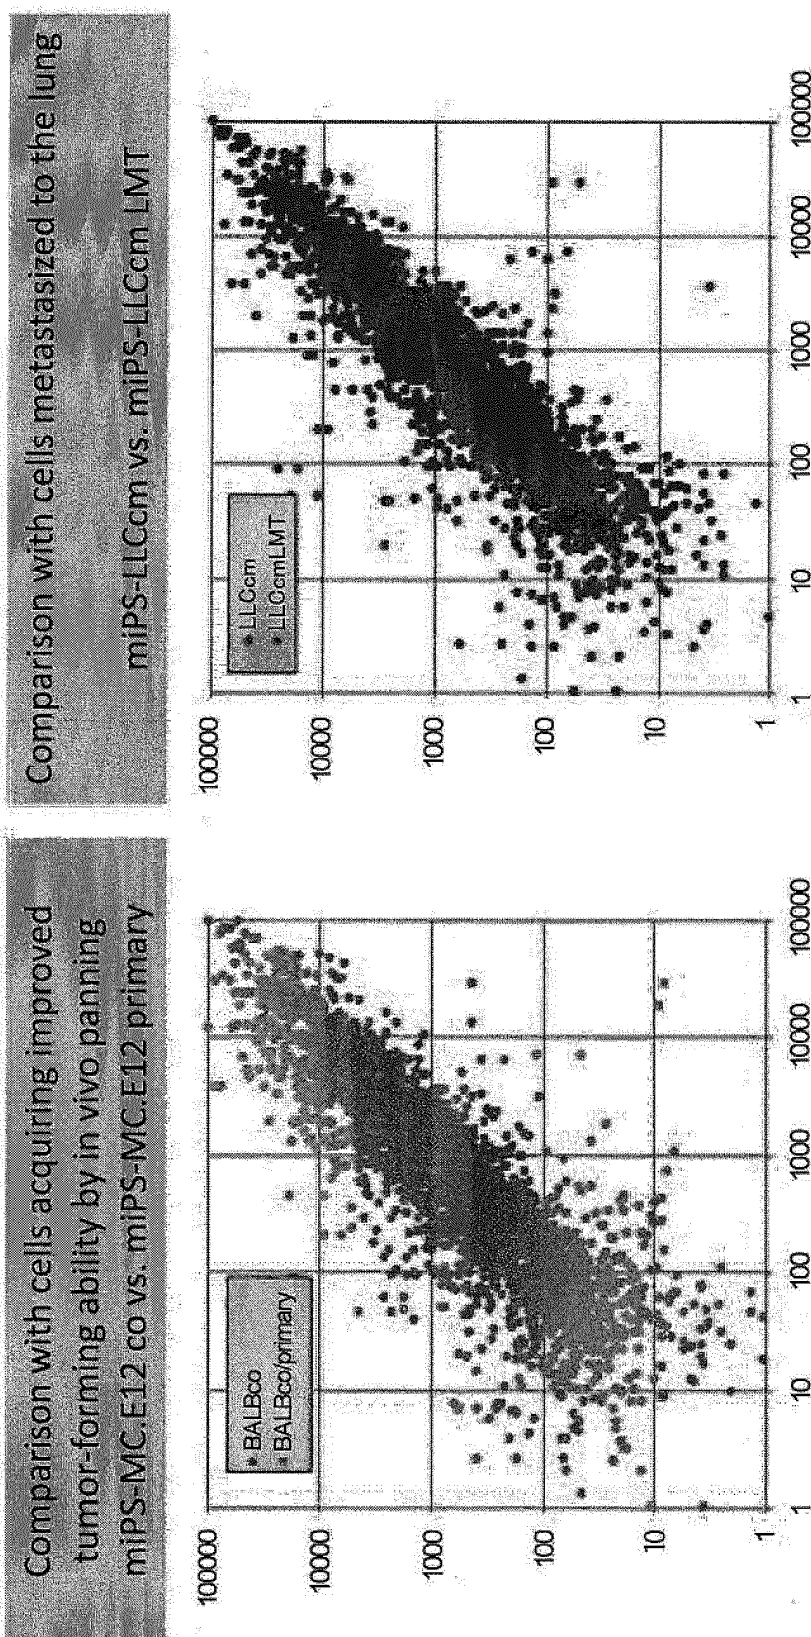 Comparison with cells acquiring improved
tumor-forming ability by in vivo panning
miPS-MC.E12 co vs. miPS-MC.E12 primary
BALBco
BALBco/primary
100000
10000
1000
100
10
1
1
10
100
1000
10000
100000
Comparison with cells metastasized to the lung
miPS-LLCcm vs. miPS-LLCcm LMT
LLCcm
LLCcmLMT
100000
10000
1000
100
10
1
1
10
100
1000
10000
100000